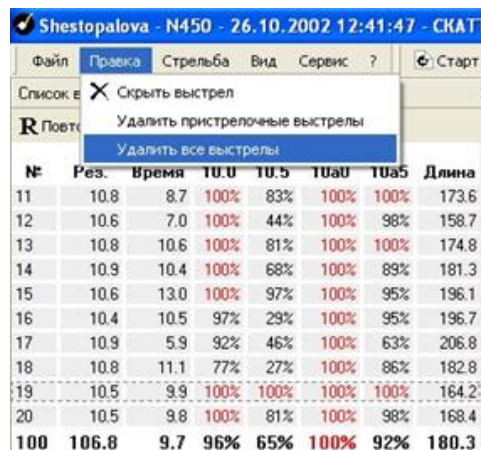 Shestopalova - N450 - 26.10.2002 12:41:47 - СКАТТ
Файл Правка Стрельба Вид Сервис ? Старт
Список в
Скрыть выстрел
R Повто
Удалить пристрелочные выстрелы
Удалить все выстрелы
№ Рез. Время 10.0 10.5 10a0 10a5 Длина
11 10.8 8.7 100% 83% 100% 100% 173.6
12 10.6 7.0 100% 44% 100% 98% 158.7
13 10.8 10.6 100% 81% 100% 100% 174.8
14 10.9 10.4 100% 68% 100% 89% 181.3
15 10.6 13.0 100% 97% 100% 95% 196.1
16 10.4 10.5 97% 29% 100% 95% 196.7
17 10.9 5.9 92% 46% 100% 63% 206.8
18 10.8 11.1 77% 27% 100% 86% 182.8
19 10.5 9.9 100% 100% 100% 100% 164.2
20 10.5 9.8 100% 81% 100% 98% 168.4
100 106.8 9.7 96% 65% 100% 92% 180.3